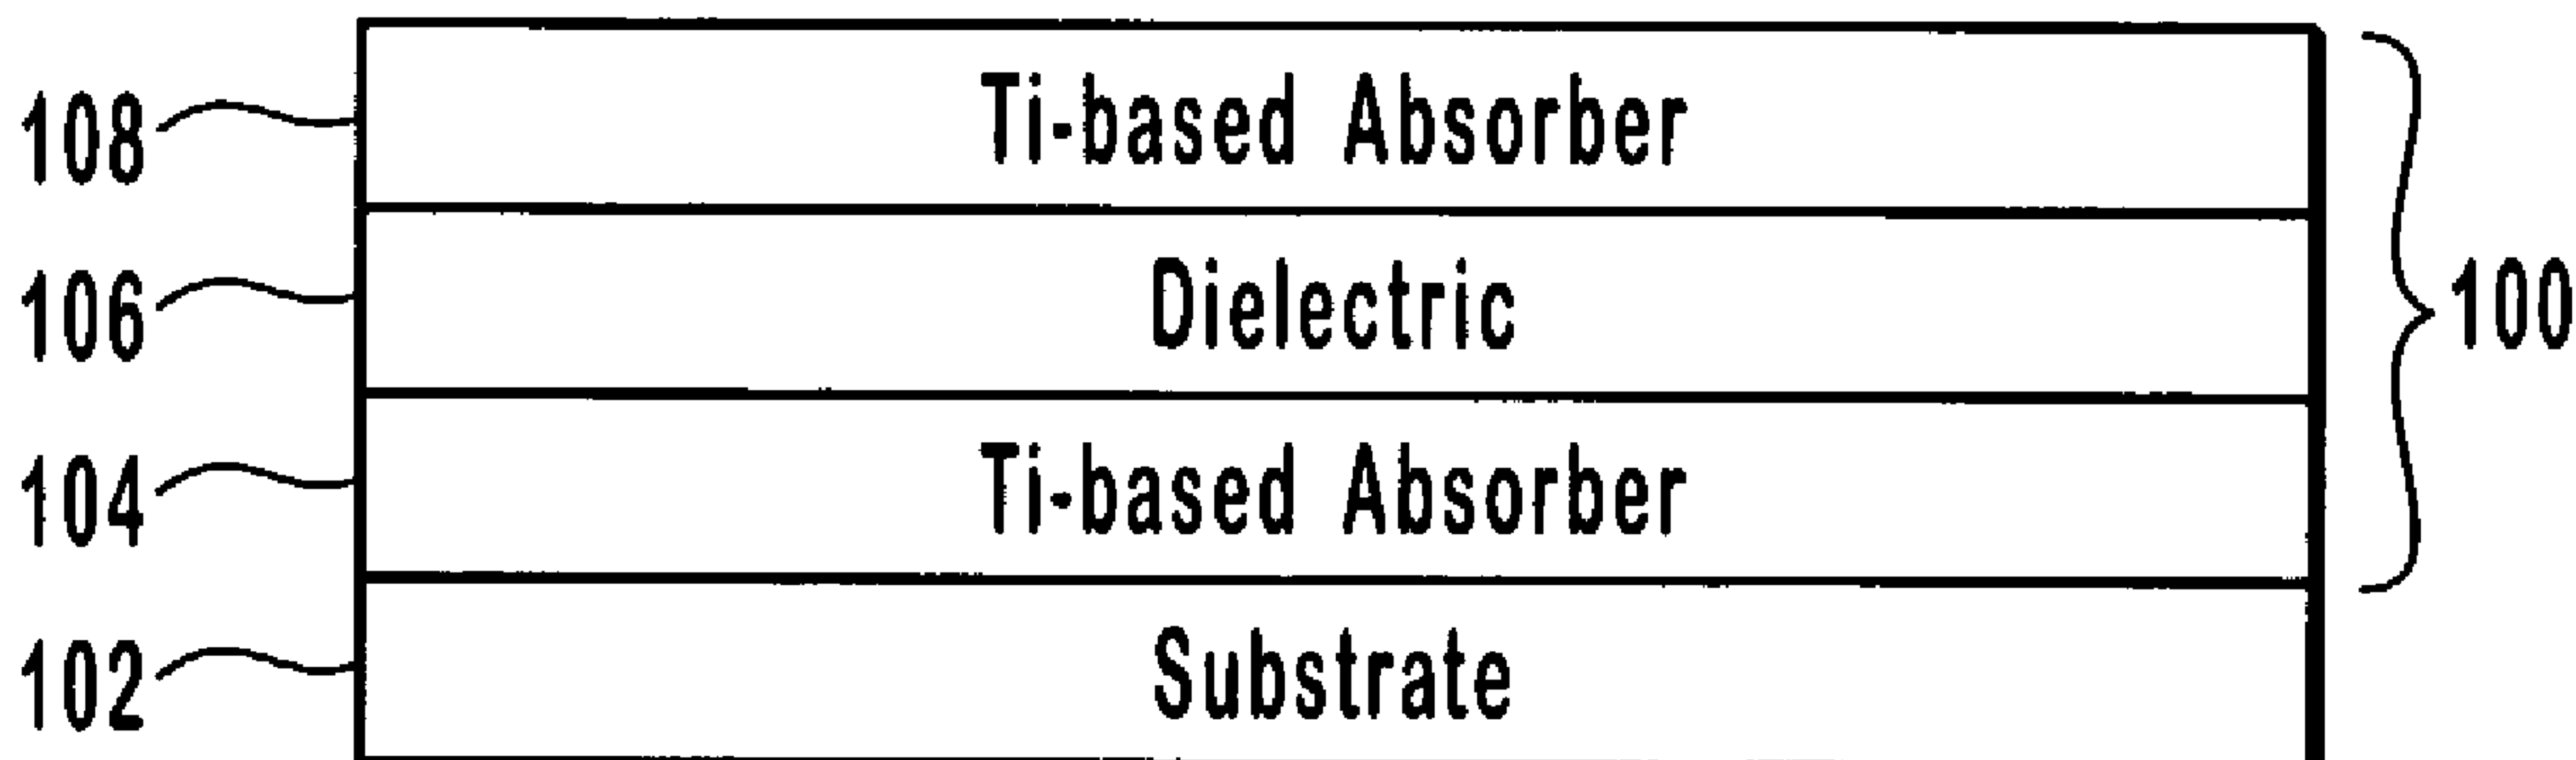 108 Ti-based Absorber
106 Dielectric 100
104 Ti-based Absorber
102 Substrate